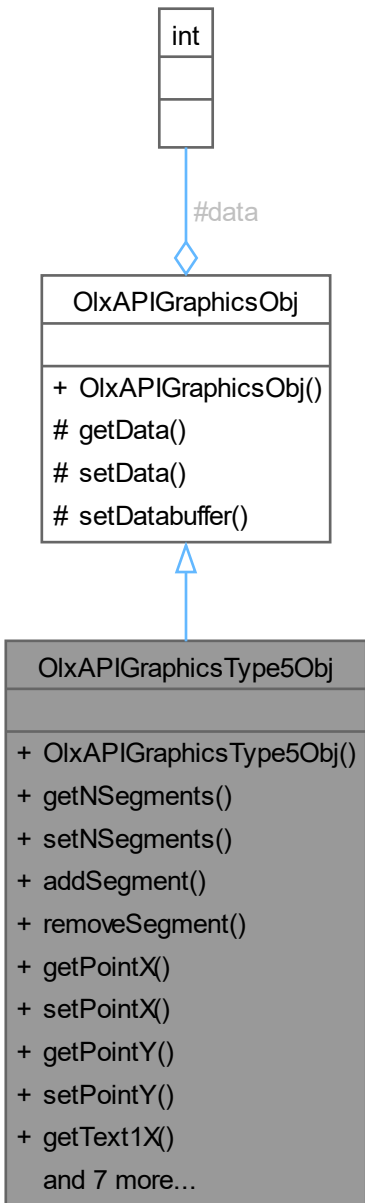 int
#data
OlxAPIGraphicsObj
+ OlxAPIGraphicsObj()
# getData()
# setData()
# setDatabuffer()
OlxAPIGraphicsType5Obj
+ OlxAPIGraphicsType5Obj()
+ getNSegments()
+ setNSegments()
+ addSegment()
+ removeSegment()
+ getPointX()
+ setPointX()
+ getPointY()
+ setPointY()
+ getText1X()
and 7 more...